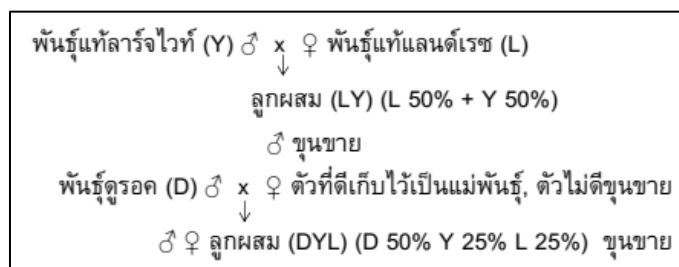 พันธุ์แท้ลาร์จไวท์ (Y) ♂ x ♀ พันธุ์แท้แลนด์เรซ (L)
↓
ลูกผสม (LY) (L 50% + Y 50%)
♂ ขุนขาย
พันธุ์ดูรอค (D) ♂ x ♀ ตัวที่ดีเก็บไว้เป็นแม่พันธุ์, ตัวไม่ดีขุนขาย
↓
♂ ♀ ลูกผสม (DYL) (D 50% Y 25% L 25%) ขุนขาย